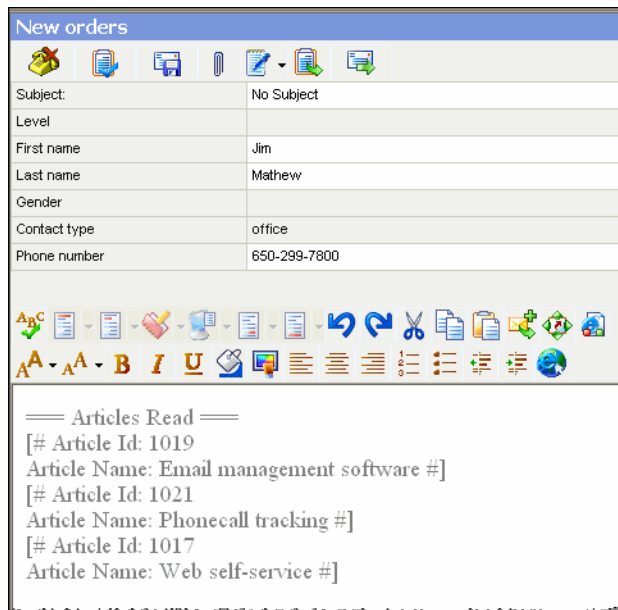 New orders
Subject: No Subject
Level
First name Jim
Last name Mathew
Gender
Contact type office
Phone number 650-299-7800
ABC
A A A A B I U
=== Articles Read ===
[# Article Id: 1019
Article Name: Email management software #]
[# Article Id: 1021
Article Name: Phonecall tracking #]
[# Article Id: 1017
Article Name: Web self-service #]